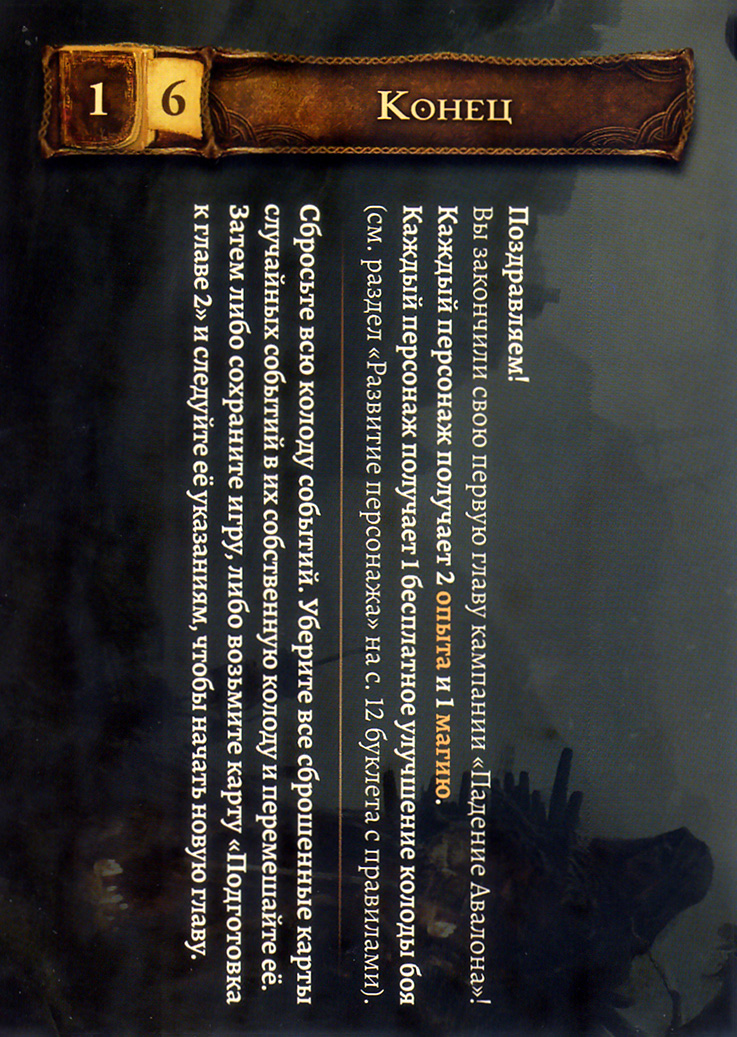 1 6
Конец
Поздравляем!
Вы закончили свою первую главу кампании «Падение Авалона»!
Каждый персонаж получает 2 опыта и 1 магию.
Каждый персонаж получает 1 бесплатное улучшение колоды боя
(см. раздел «Развитие персонажа» на с. 12 буклета с правилами).
Сбросьте всю колоду событий. Уберите все сброшенные карты
случайных событий в их собственную колоду и перемешайте её.
Затем либо сохраните игру, либо возьмите карту «Подготовка
к главе 2» и следуйте её указаниям, чтобы начать новую главу.